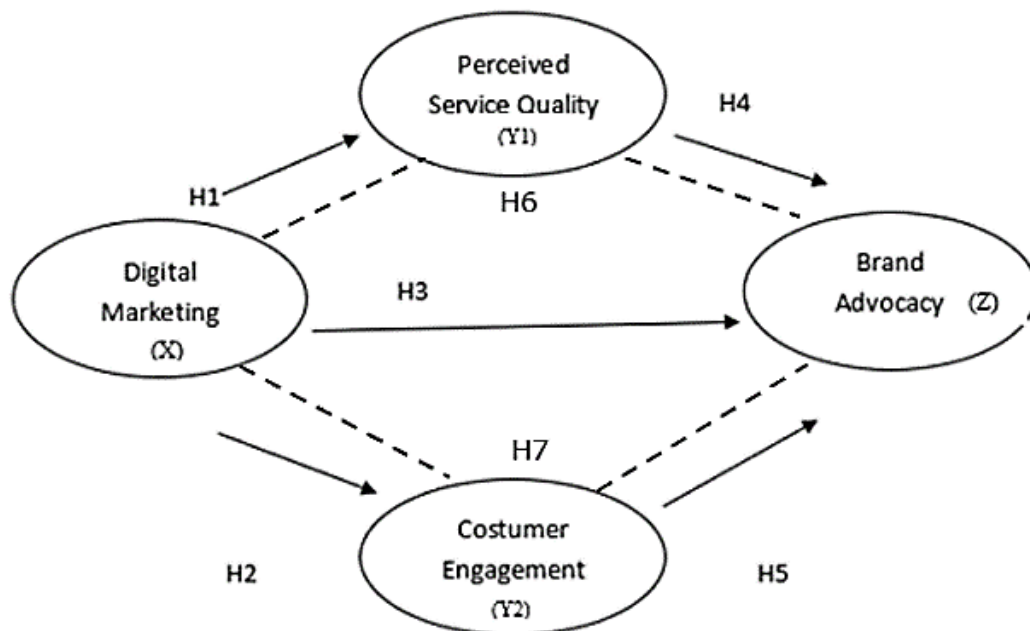 Perceived
Service Quality
(Y1)
H4
H1
H6
Digital
Marketing
(X)
H3
Brand
Advocacy (Z)
H7
Costumer
Engagement
(Y2)
H2
H5